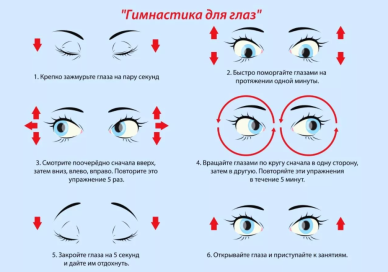 "Гимнастика для глаз"
1. Крепко зажмурьте глаза на пару секунд
2. Быстро поморгайте глазами на
протяжении одной минуты.
3. Смотрите поочерёдно сначала вверх,
затем вниз, влево, вправо. Повторите это
упражнение 5 раз.
4. Вращайте глазами по кругу сначала в одну сторону,
затем в другую. Повторяйте эти упражнения
в течение 5 минут.
5. Закройте глаза на 5 секунд
и дайте им отдохнуть.
6. Открывайте глаза и приступайте к занятиям.